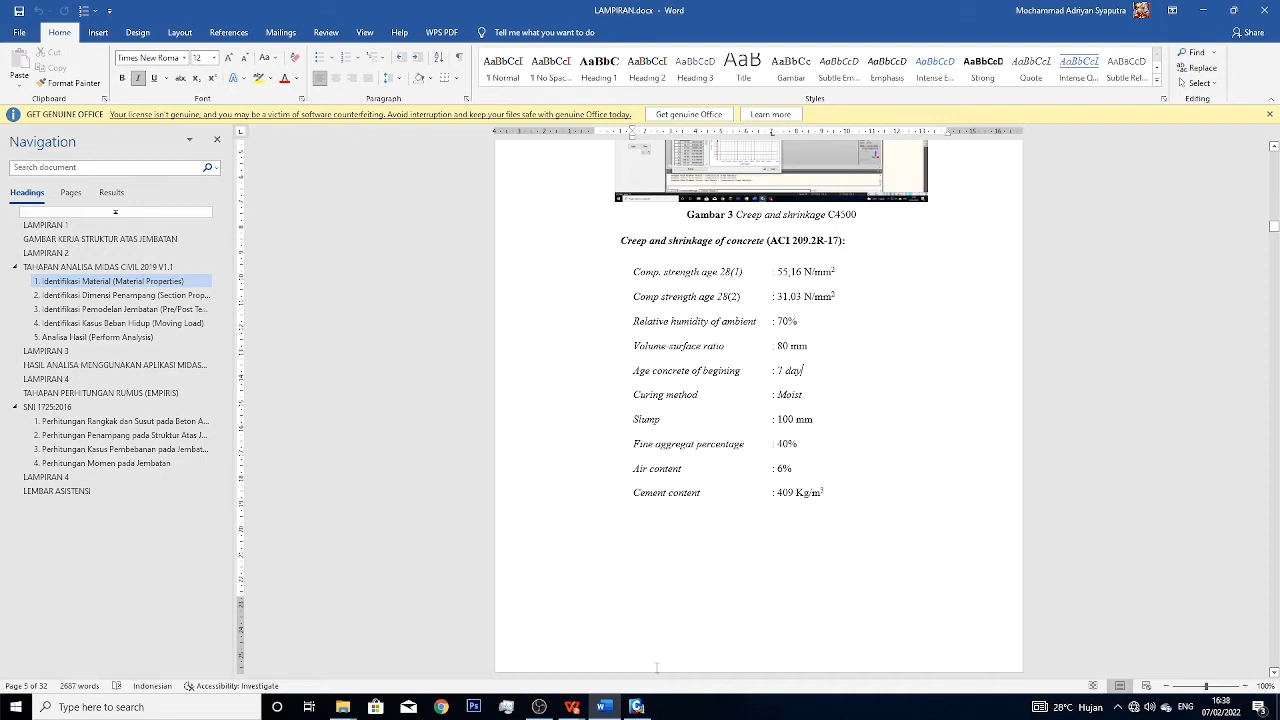 LAMPIRAN.docx - Word
Mochammad Adriyan Syaputra
File Home Insert Draw Design Layout References Mailings Review View Help WPS PDF Tell me what you want to do Share
Paste
Cut
Copy
Format Painter
Clipboard
Times New Roma 12
Font
Paragraph
AaBbCcI AaBbCcI AaBbC AaBbCcI AaBbCcI AaB AaBbCc AaBbCcD AaBbCcD AaBbCcD AaBbCcI AaBbCcI AaBbCcI AaBbCcI
¶ Normal ¶ No Spac... Heading 1 Heading 2 Heading 3 Title Gambar Subtle Em... Emphasis Intense E... Strong Quote Intense Q... Subtle Ref...
Styles
Find
Replace
Select
Editing
GET GENUINE OFFICE Your license isn't genuine, and you may be a victim of software counterfeiting. Avoid interruption and keep your files safe with genuine Office today. Get genuine Office Learn more
Navigation
Search document
Headings Pages Results
LAMPIRAN 1
GAMBAR KERJA STRUKTUR ATAS JEMBATAN
LAMPIRAN 2
TAHAPAN ANALISA MIDAS CIVIL 2019 V1.1
1. Identifikasi Material (Material Properties)
2. Identifikasi Dimensi Penampang (Section Prop...
3. Identifikasi Pemodelan Jembatan (Pre/Post Te...
4. Identifikasi Kasus Beban Hidup (Moving Load)
5. Analisa Hasil (Perform Analysis)
LAMPIRAN 3
HASIL ANALISA MENGGUNAKAN APLIKASI MIDAS...
LAMPIRAN 4
TAHAPAN PERHITUNGAN RUMUS (EMPIRIS)
SNI 1725:2016
1. Perhitungan Rangkak dan Susut pada Beton A...
2. Perhitungan Penampang pada Struktur Atas J...
3. Perhitungan Kasus Pembebanan pada Jembat...
4. Perhitungan Momen pada Jembatan
LAMPIRAN 4
LEMBAR ASISTENSI
Gambar 3 Creep and shrinkage C4500
Creep and shrinkage of concrete (ACI 209.2R-17):
Comp. strength age 28(1) : 55,16 N/mm²
Comp strength age 28(2) : 31,03 N/mm²
Relative humidity of ambient : 70%
Volume-surface ratio : 80 mm
Age concrete of begining : 7 day
Curing method : Moist
Slump : 100 mm
Fine aggregat percentage : 40%
Air content : 6%
Cement content : 409 Kg/m³
Page 5 of 32 2687 words Indonesian Accessibility: Investigate 100%
Type here to search
28°C Hujan
16:38
07/02/2022